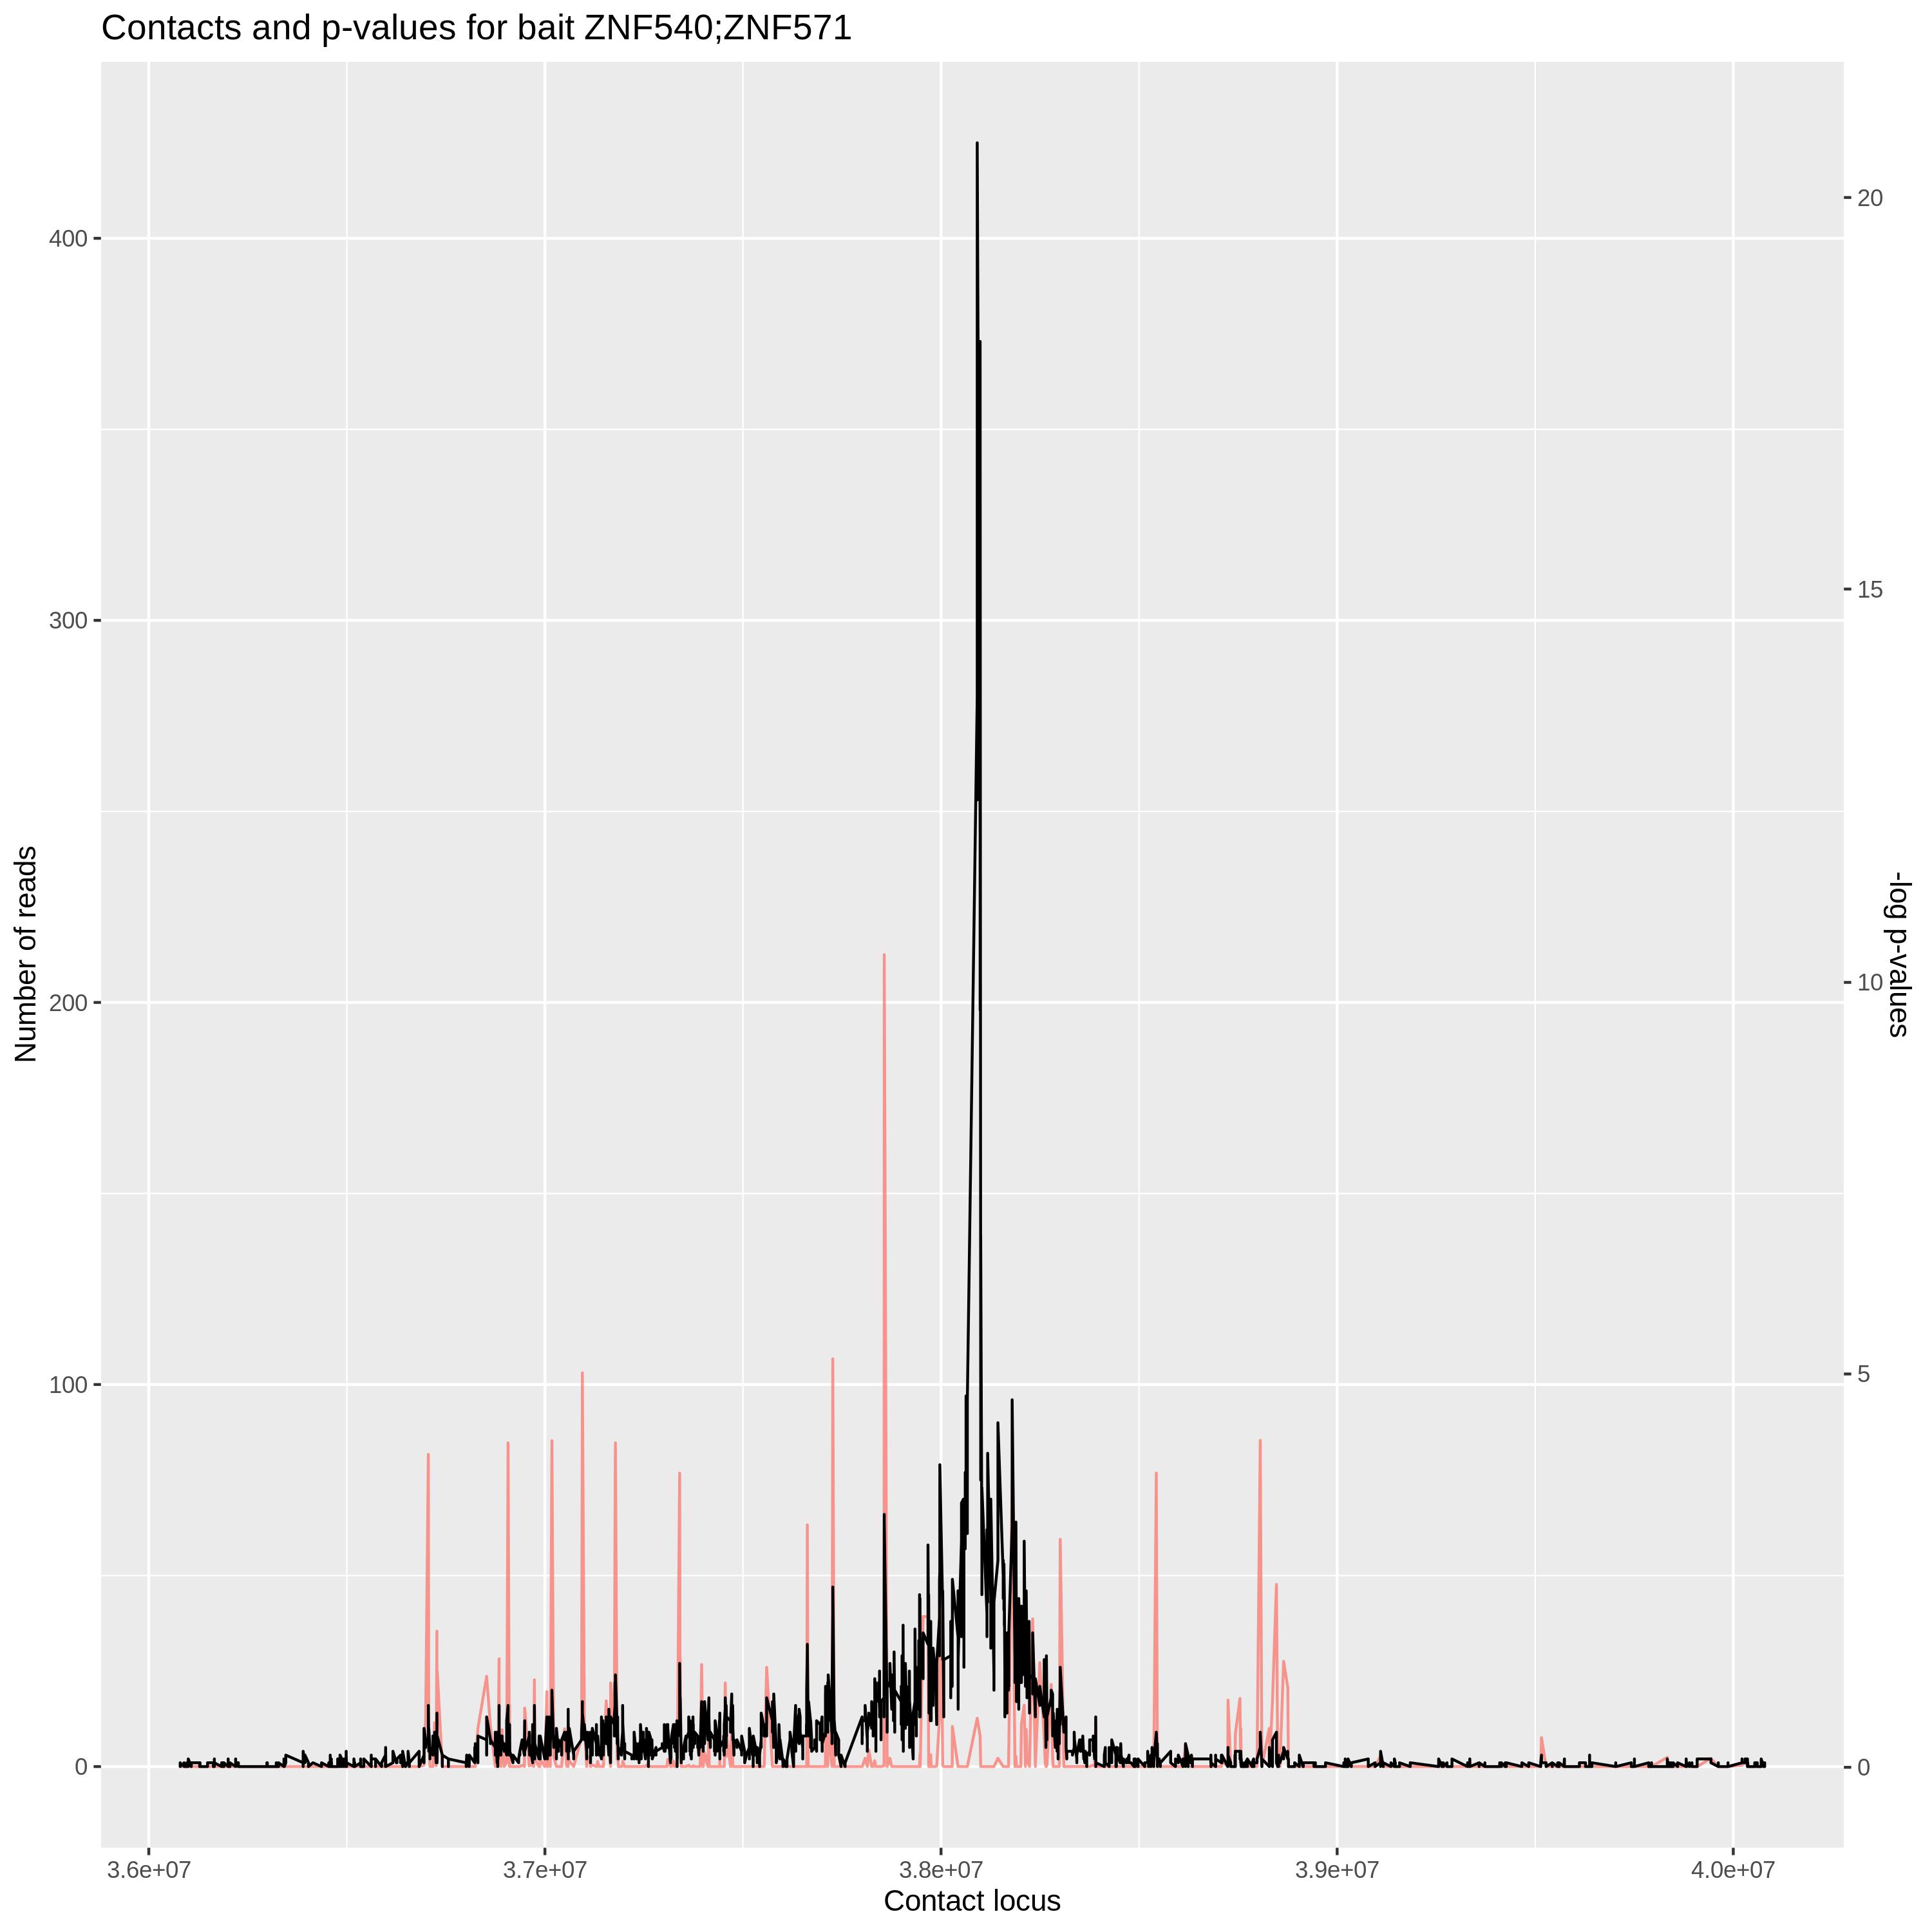 Contacts and p-values for bait ZNF540;ZNF571
400
300
200
100
0
Number of reads
20
15
10
5
0
-log p-values
3.6e+07
3.7e+07
3.8e+07
3.9e+07
4.0e+07
Contact locus